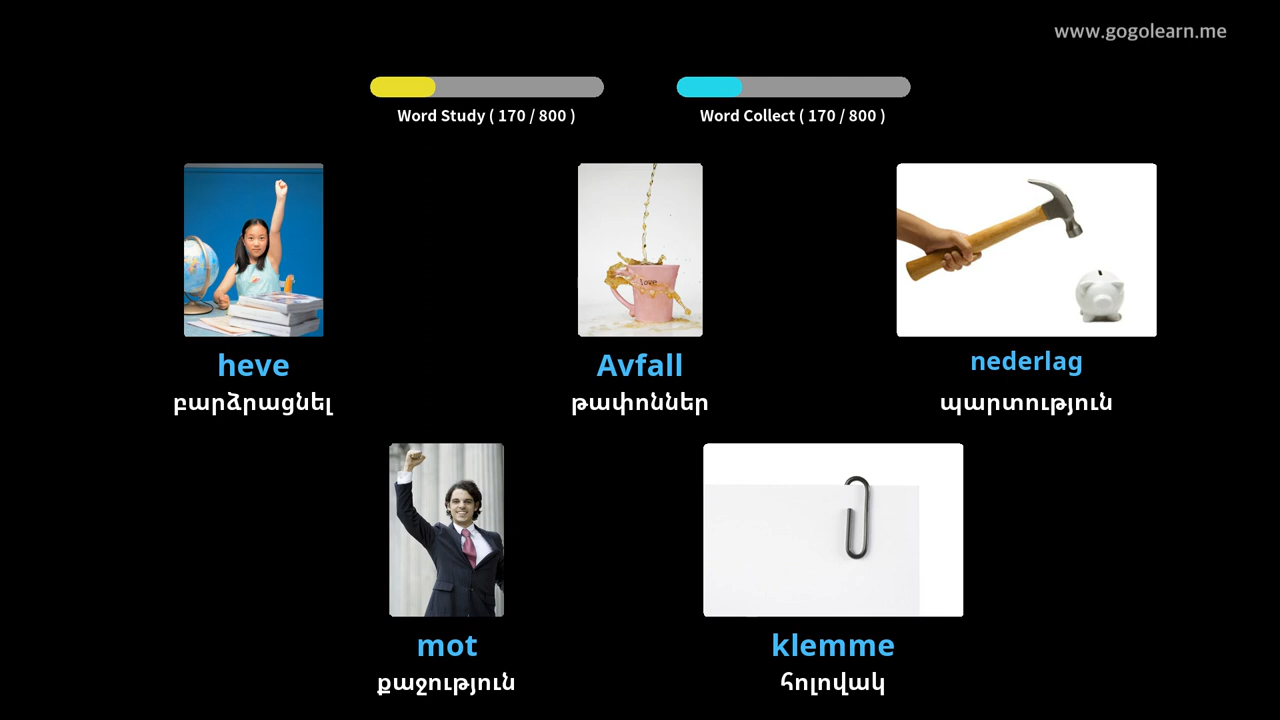 www.gogolearn.me
Word Study ( 170 / 800 )
Word Collect ( 170 / 800 )
heve
Avfall
nederlag
բարձրացնել
թափոններ
պարտություն
love
mot
klemme
քաջություն
հոլովակ